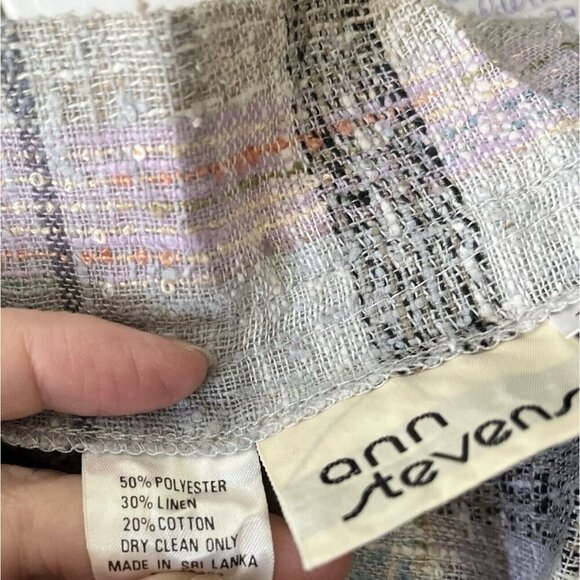 50% POLYESTER
30% LINEN
20% COTTON
DRY CLEAN ONLY
MADE IN SRI LANKA
ann
stevens